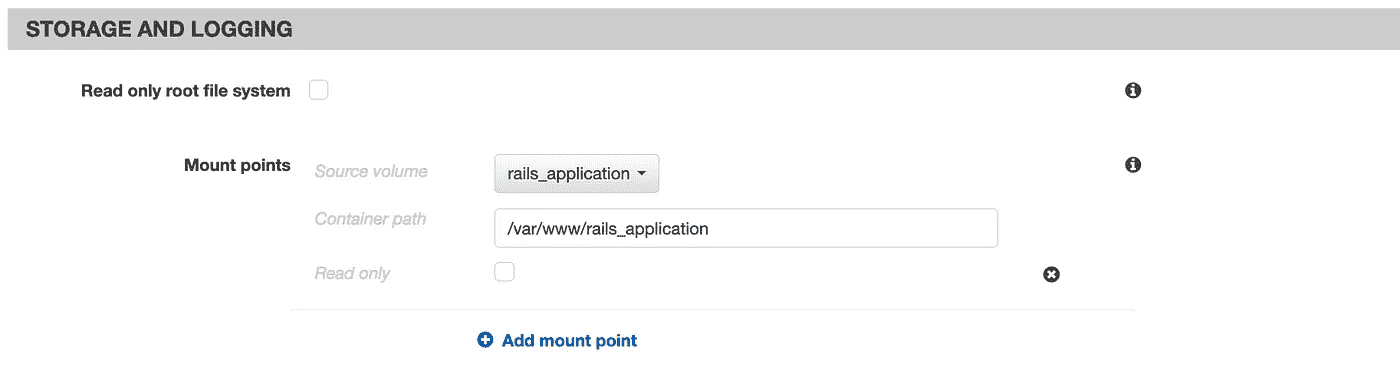 STORAGE AND LOGGING
Read only root file system
Mount points
Source volume
rails_application
Container path
/var/www/rails_application
Read only
Add mount point